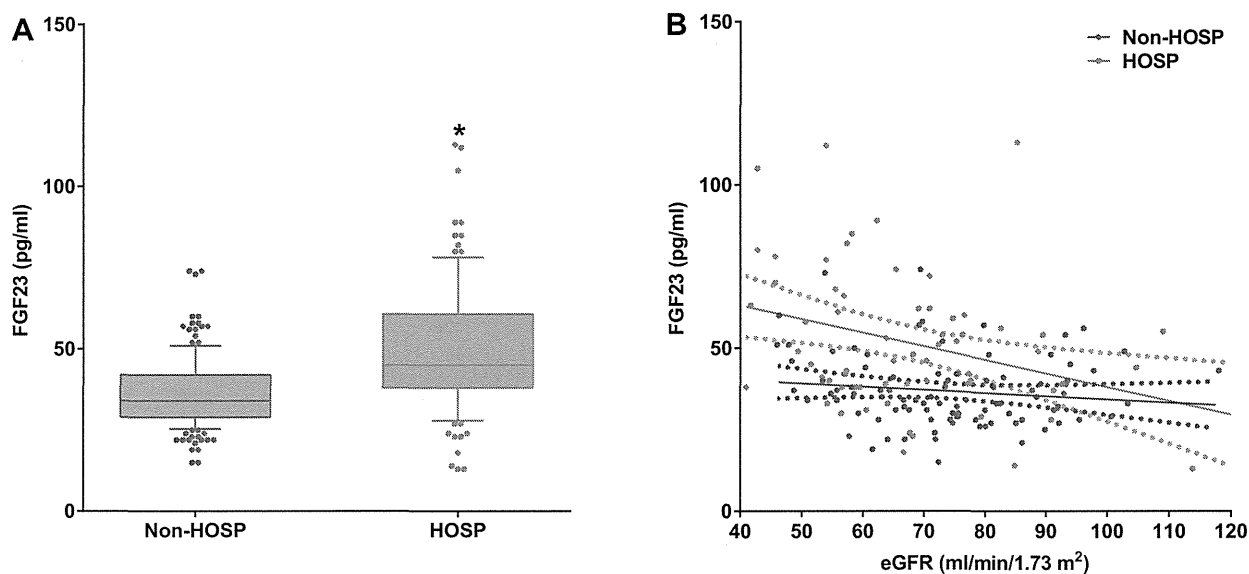 A
150
100
50
0
FGF23 (pg/ml)
*
Non-HOSP HOSP
B
150
100
50
0
FGF23 (pg/ml)
Non-HOSP
HOSP
40 50 60 70 80 90 100 110 120
eGFR (ml/min/1.73 m²)